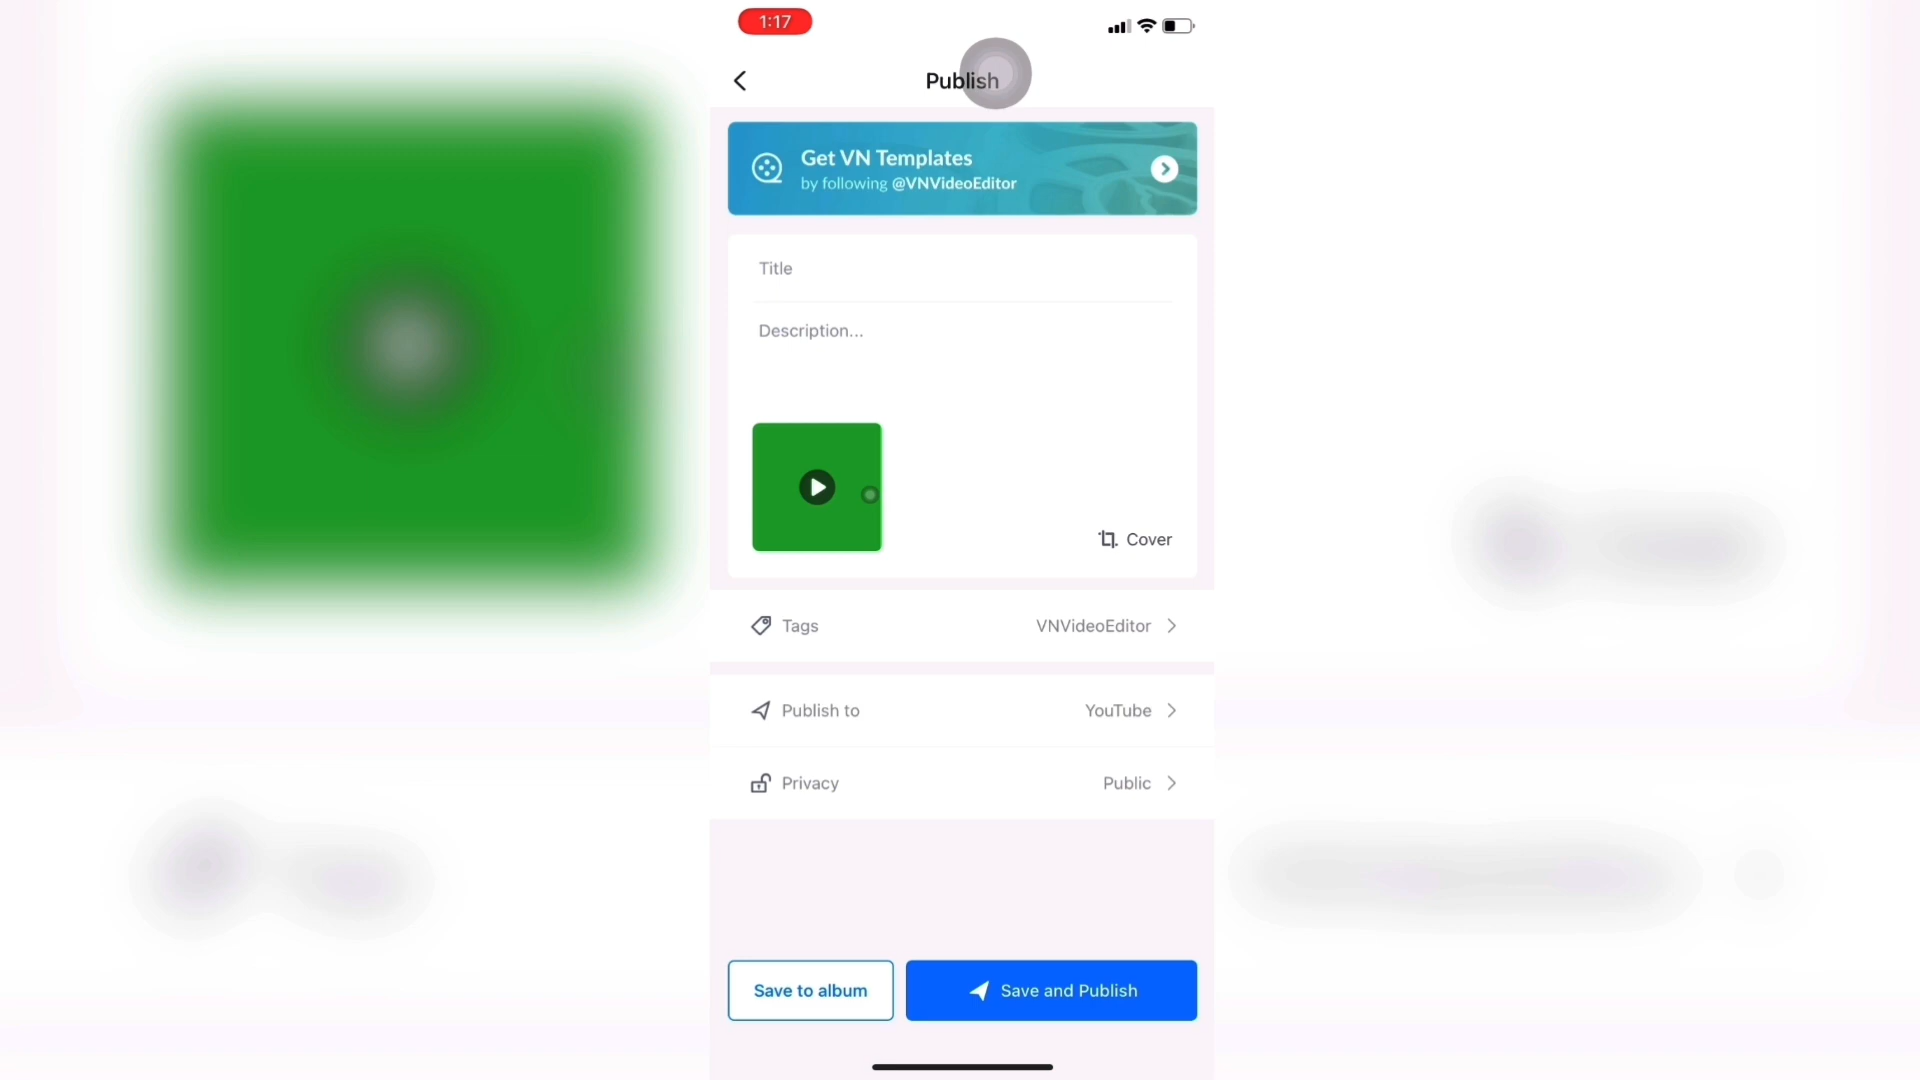 1:17
Publish
Get VN Templates
by following @VNVideoEditor
Title
Description...
Cover
Tags
VNVideoEditor
Publish to
YouTube
Privacy
Public
Save to album
Save and Publish